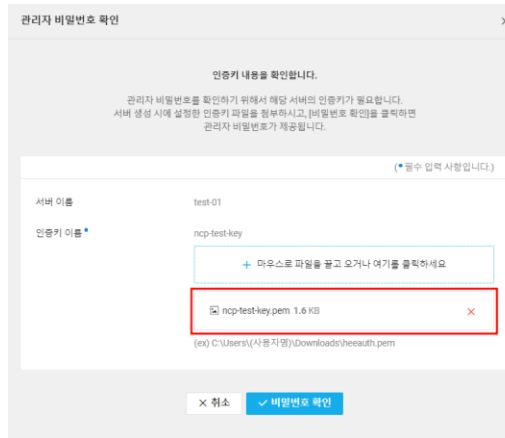 관리자 비밀번호 확인
인증키 내용을 확인합니다.
관리자 비밀번호를 확인하기 위해서 해당 서버의 인증키가 필요합니다.
서버 생성 시에 설정한 인증키 파일을 첨부하시고, [비밀번호 확인]을 클릭하면
관리자 비밀번호가 제공됩니다.
(• 필수 입력 사항입니다.)
서버 이름 test-01
인증키 이름 • ncp-test-key
+ 마우스로 파일을 끌고 오거나 여기를 클릭하세요
ncp-test-key.pem 1.6 KB ×
(ex) C:\Users\(사용자명)\Downloads\heeauth.pem
× 취소 ✓ 비밀번호 확인